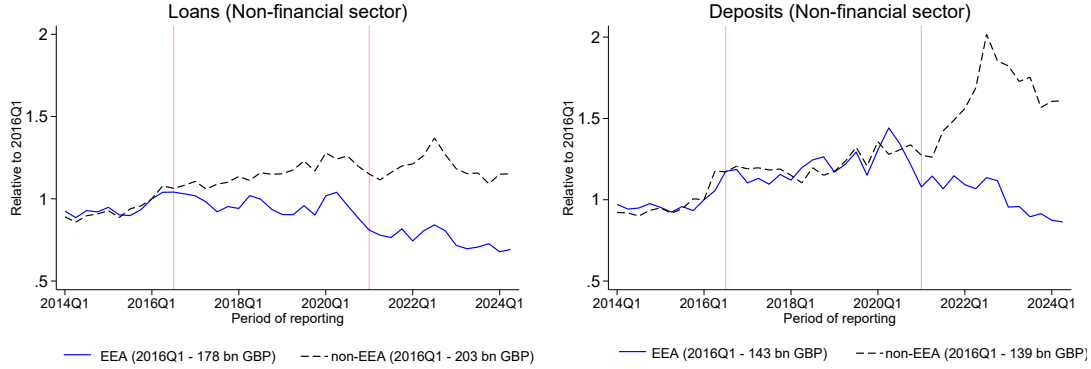 Loans (Non-financial sector)
Relative to 2016Q1
2
1.5
1
.5
2014Q1 2016Q1 2018Q1 2020Q1 2022Q1 2024Q1
Period of reporting
EEA (2016Q1 - 178 bn GBP) non-EEA (2016Q1 - 203 bn GBP)
Deposits (Non-financial sector)
Relative to 2016Q1
2
1.5
1
.5
2014Q1 2016Q1 2018Q1 2020Q1 2022Q1 2024Q1
Period of reporting
EEA (2016Q1 - 143 bn GBP) non-EEA (2016Q1 - 139 bn GBP)